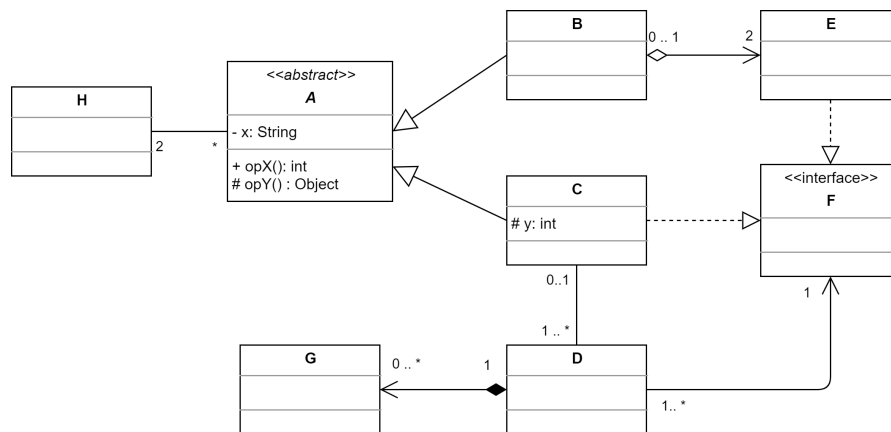 B
E
0 .. 1
2
<<abstract>>
A
H
- x: String
2
*
+ opX(): int
# opY() : Object
C
<<interface>>
F
# y: int
0..1
1
1 .. *
G
0 .. *
1
D
1.. *